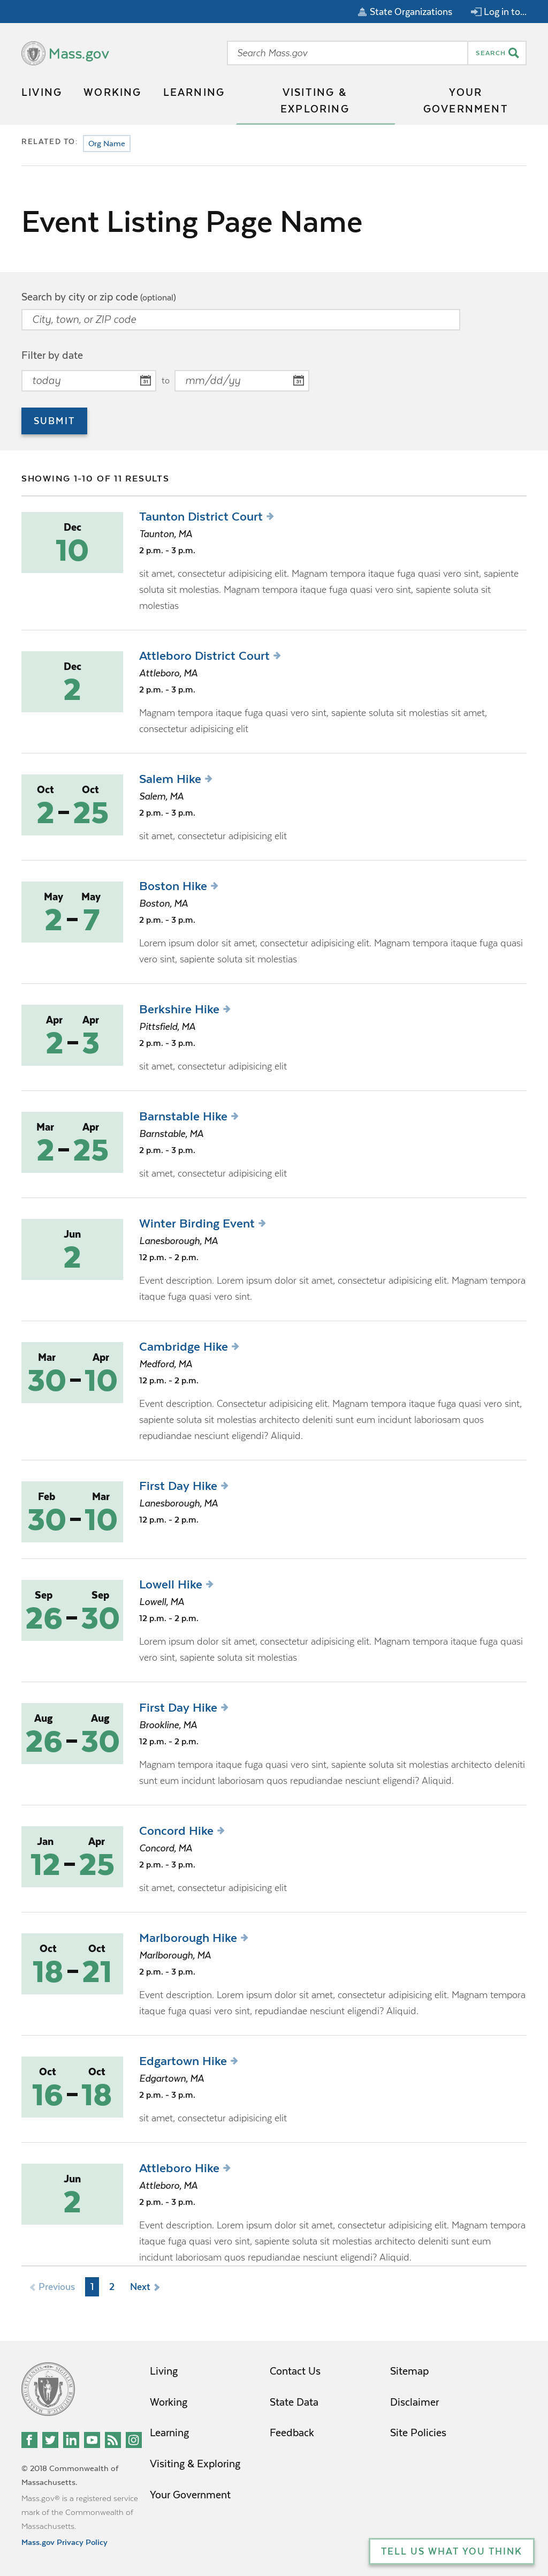 State Organizations
Log in to...
Mass.gov
Search Mass.gov
SEARCH
LIVING
WORKING
LEARNING
VISITING &
EXPLORING
YOUR
GOVERNMENT
RELATED TO
Org Name
Event Listing Page Name
Search by city or zip code (optional)
City, town, or ZIP code
Filter by date
today
31
to
mm/dd/yy
31
SUBMIT
SHOWING 1-10 OF 11 RESULTS
Dec
10
Taunton District Court
Taunton, MA
2 p.m. - 3 p.m.
sit amet, consectetur adipisicing elit. Magnam tempora itaque fuga quasi vero sint, sapiente
soluta sit molestias. Magnam tempora itaque fuga quasi vero sint, sapiente soluta sit
molestias
Dec
2
Attleboro District Court
Attleboro, MA
2 p.m. - 3 p.m.
Magnam tempora itaque fuga quasi vero sint, sapiente soluta sit molestias sit amet,
consectetur adipisicing elit
Oct Oct
2 - 25
Salem Hike
Salem, MA
2 p.m. - 3 p.m.
sit amet, consectetur adipisicing elit
May May
2 - 7
Boston Hike
Boston, MA
2 p.m. - 3 p.m.
Lorem ipsum dolor sit amet, consectetur adipisicing elit. Magnam tempora itaque fuga quasi
vero sint, sapiente soluta sit molestias
Apr Apr
2 - 3
Berkshire Hike
Pittsfield, MA
2 p.m. - 3 p.m.
sit amet, consectetur adipisicing elit
Mar Apr
2 - 25
Barnstable Hike
Barnstable, MA
2 p.m. - 3 p.m.
sit amet, consectetur adipisicing elit
Jun
2
Winter Birding Event
Lanesborough, MA
12 p.m. - 2 p.m.
Event description. Lorem ipsum dolor sit amet, consectetur adipisicing elit. Magnam tempora
itaque fuga quasi vero sint.
Mar Apr
30 - 10
Cambridge Hike
Medford, MA
12 p.m. - 2 p.m.
Event description. Consectetur adipisicing elit. Magnam tempora itaque fuga quasi vero sint,
sapiente soluta sit molestias architecto deleniti sunt eum incidunt laboriosam quos
repudiandae nesciunt eligendi? Aliquid.
Feb Mar
30 - 10
First Day Hike
Lanesborough, MA
12 p.m. - 2 p.m.
Sep Sep
26 - 30
Lowell Hike
Lowell, MA
12 p.m. - 2 p.m.
Lorem ipsum dolor sit amet, consectetur adipisicing elit. Magnam tempora itaque fuga quasi
vero sint, sapiente soluta sit molestias
Aug Aug
26 - 30
First Day Hike
Brookline, MA
12 p.m. - 2 p.m.
Magnam tempora itaque fuga quasi vero sint, sapiente soluta sit molestias architecto deleniti
sunt eum incidunt laboriosam quos repudiandae nesciunt eligendi? Aliquid.
Jan Apr
12 - 25
Concord Hike
Concord, MA
2 p.m. - 3 p.m.
sit amet, consectetur adipisicing elit
Oct Oct
18 - 21
Marlborough Hike
Marlborough, MA
2 p.m. - 3 p.m.
Event description. Lorem ipsum dolor sit amet, consectetur adipisicing elit. Magnam tempora
itaque fuga quasi vero sint, repudiandae nesciunt eligendi? Aliquid.
Oct Oct
16 - 18
Edgartown Hike
Edgartown, MA
2 p.m. - 3 p.m.
sit amet, consectetur adipisicing elit
Jun
2
Attleboro Hike
Attleboro, MA
2 p.m. - 3 p.m.
Event description. Lorem ipsum dolor sit amet, consectetur adipisicing elit. Magnam tempora
itaque fuga quasi vero sint, sapiente soluta sit molestias architecto deleniti sunt eum
incidunt laboriosam quos repudiandae nesciunt eligendi? Aliquid.
Previous
1
2
Next
© 2018 Commonwealth of
Massachusetts.
Mass.gov® is a registered service
mark of the Commonwealth of
Massachusetts.
Mass.gov Privacy Policy
Living
Working
Learning
Visiting & Exploring
Your Government
Contact Us
State Data
Feedback
Sitemap
Disclaimer
Site Policies
TELL US WHAT YOU THINK